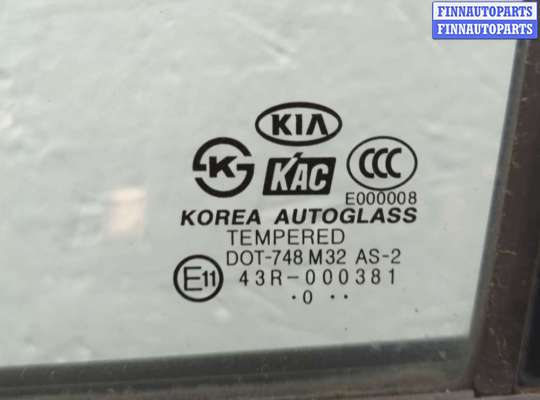 FINNAUTOPARTS
FINNAUTOPARTS
KIA
K KAC CCC
E000008
KOREA AUTOGLASS
TEMPERED
DOT-748 M32 AS-2
E11 43R-000381
·0 ··